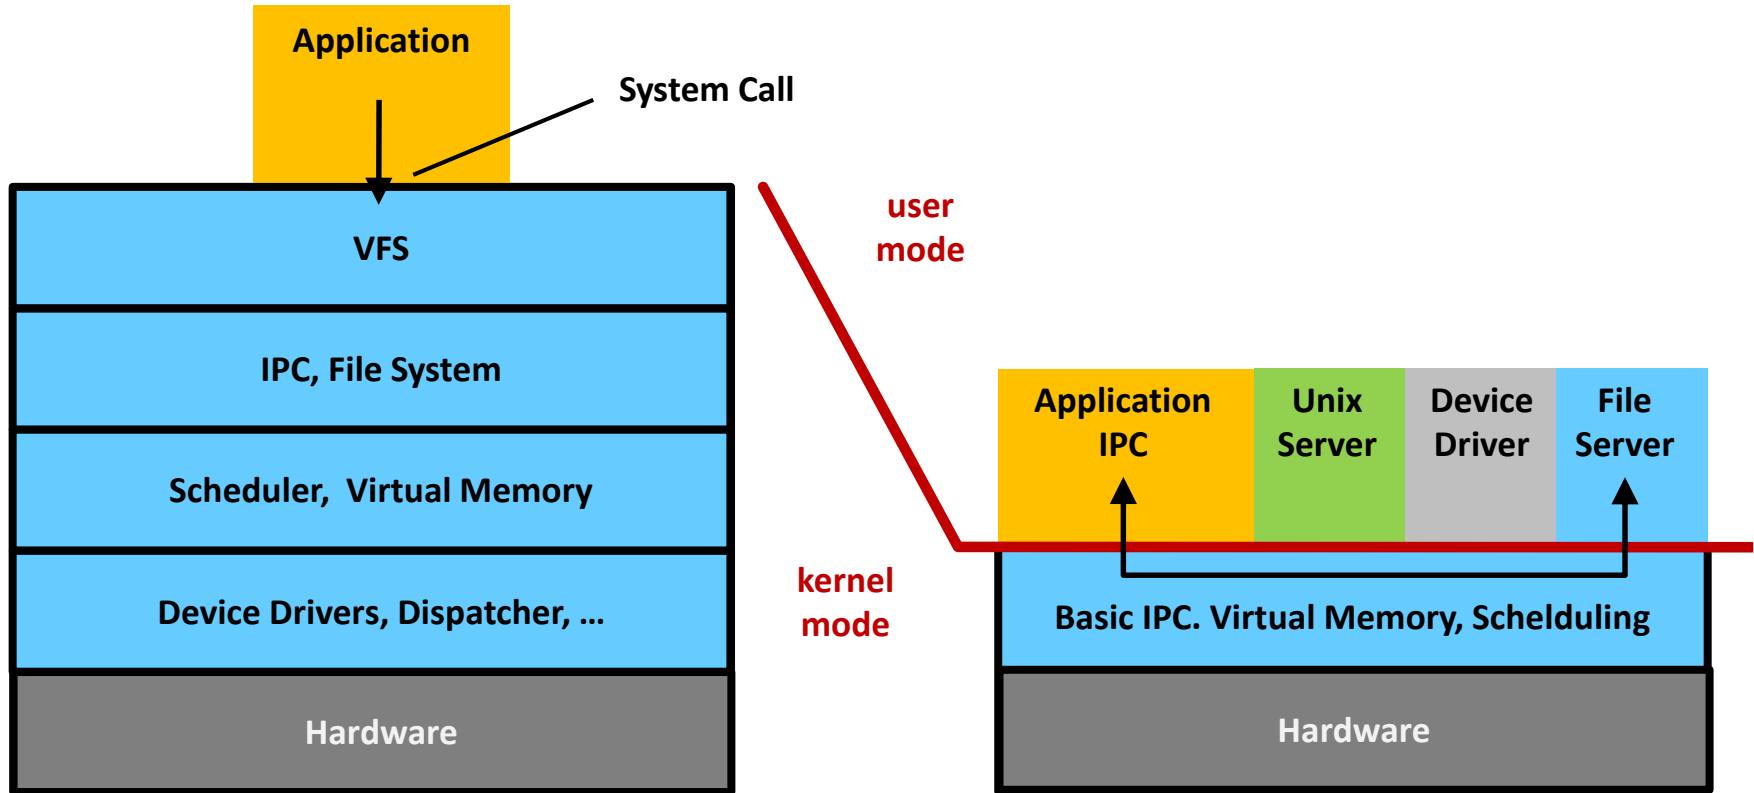 Application
System Call
VFS
IPC, File System
Scheduler, Virtual Memory
Device Drivers, Dispatcher, ...
Hardware
user
mode
kernel
mode
Application
IPC
Unix
Server
Device
Driver
File
Server
Basic IPC. Virtual Memory, Schelduling
Hardware